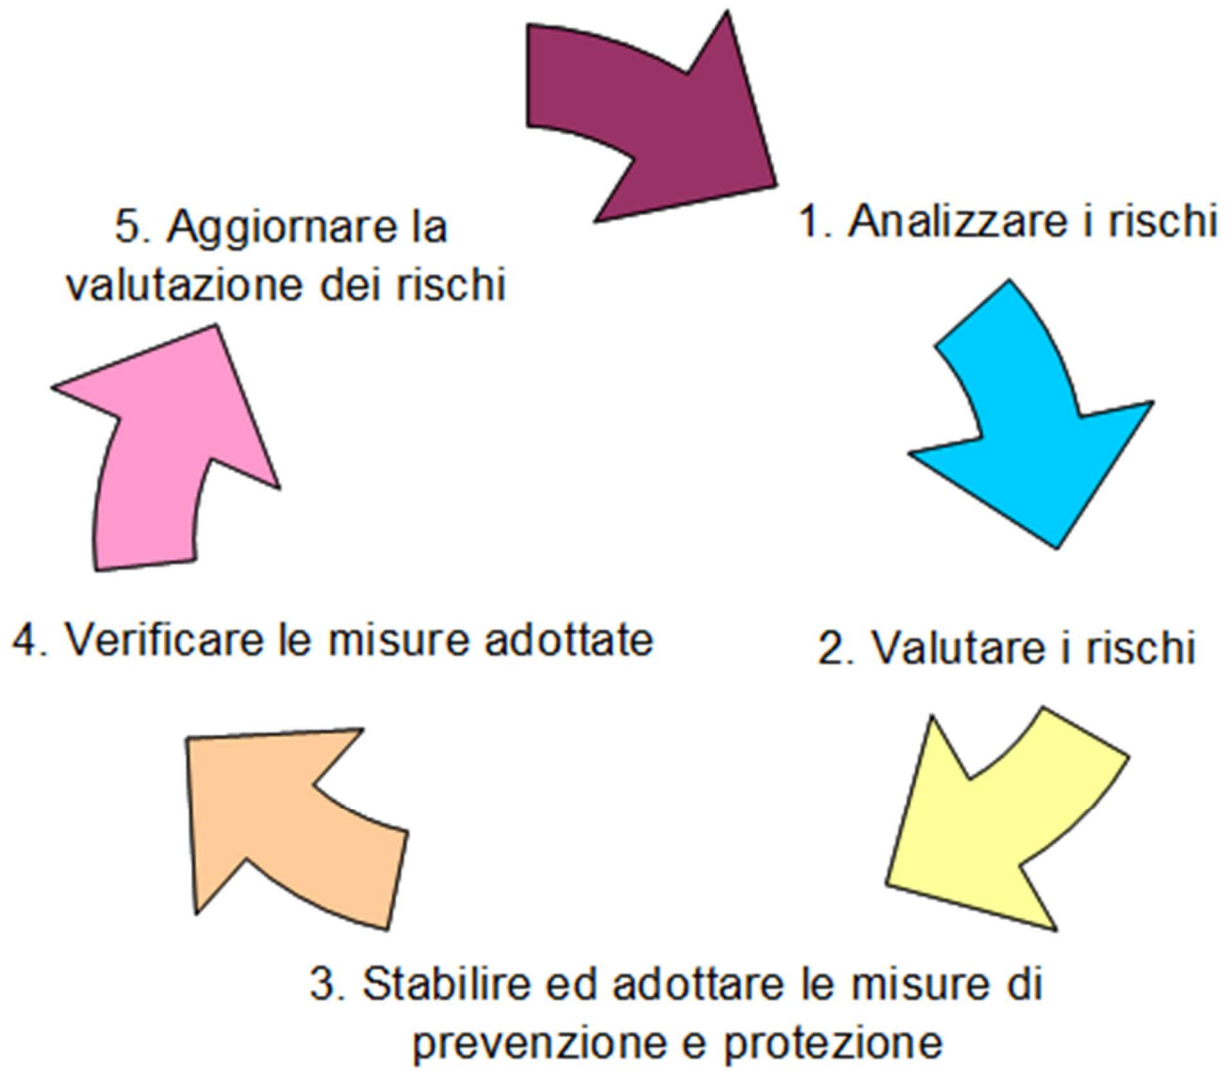 1. Analizzare i rischi
2. Valutare i rischi
3. Stabilire ed adottare le misure di
prevenzione e protezione
4. Verificare le misure adottate
5. Aggiornare la
valutazione dei rischi